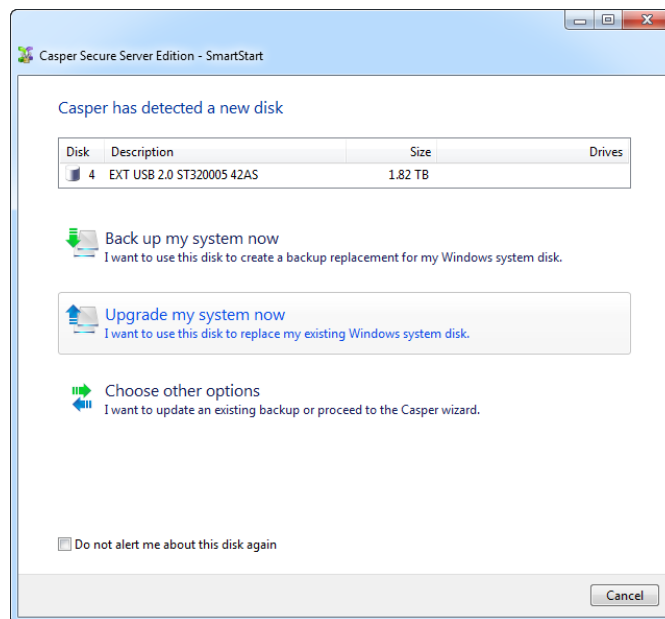 Casper Secure Server Edition - SmartStart
Casper has detected a new disk
Disk Description Size Drives
4 EXT USB 2.0 ST320005 42AS 1.82 TB
Back up my system now
I want to use this disk to create a backup replacement for my Windows system disk.
Upgrade my system now
I want to use this disk to replace my existing Windows system disk.
Choose other options
I want to update an existing backup or proceed to the Casper wizard.
Do not alert me about this disk again
Cancel